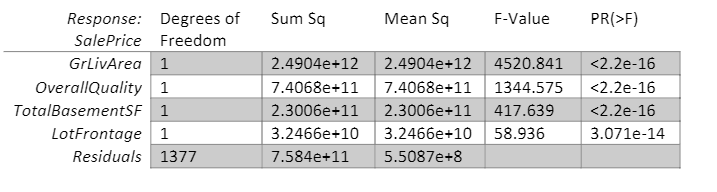 Response: Degrees of Sum Sq Mean Sq F-Value PR(>F)
SalePrice Freedom
GrLivArea 1 2.4904e+12 2.4904e+12 4520.841 <2.2e-16
OverallQuality 1 7.4068e+11 7.4068e+11 1344.575 <2.2e-16
TotalBasementSF 1 2.3006e+11 2.3006e+11 417.639 <2.2e-16
LotFrontage 1 3.2466e+10 3.2466e+10 58.936 3.071e-14
Residuals 1377 7.584e+11 5.5087e+8